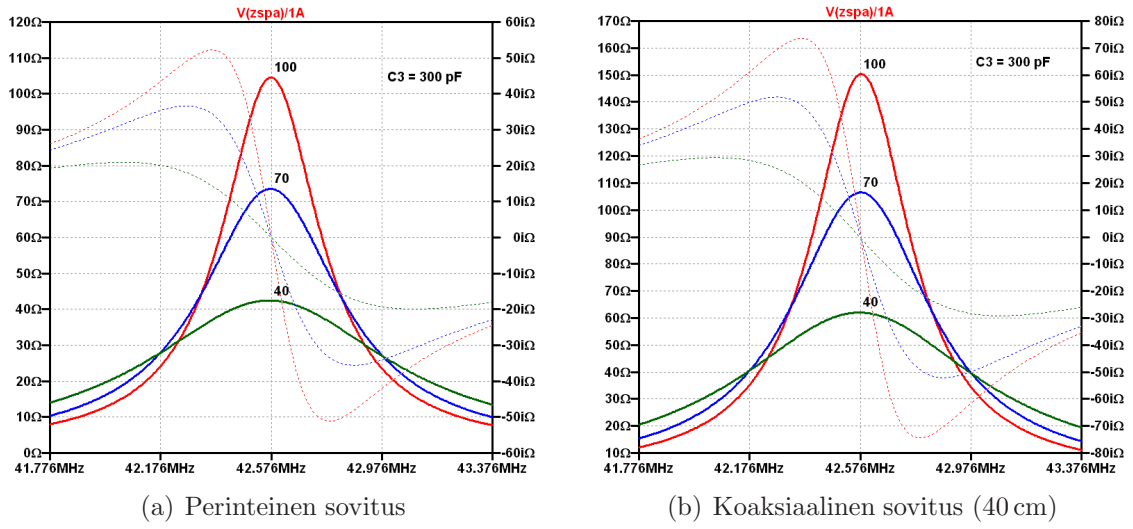 V(zspa)/1A
120Ω
110Ω
100Ω
90Ω
80Ω
70Ω
60Ω
50Ω
40Ω
30Ω
20Ω
10Ω
0Ω
60iΩ
50iΩ
40iΩ
30iΩ
20iΩ
10iΩ
0iΩ
-10iΩ
-20iΩ
-30iΩ
-40iΩ
-50iΩ
-60iΩ
C3 = 300 pF
100
70
40
41.776MHz 42.176MHz 42.576MHz 42.976MHz 43.376MHz
(a) Perinteinen sovitus
V(zspa)/1A
170Ω
160Ω
150Ω
140Ω
130Ω
120Ω
110Ω
100Ω
90Ω
80Ω
70Ω
60Ω
50Ω
40Ω
30Ω
20Ω
10Ω
80iΩ
70iΩ
60iΩ
50iΩ
40iΩ
30iΩ
20iΩ
10iΩ
0iΩ
-10iΩ
-20iΩ
-30iΩ
-40iΩ
-50iΩ
-60iΩ
-70iΩ
-80iΩ
C3 = 300 pF
100
70
40
41.776MHz 42.176MHz 42.576MHz 42.976MHz 43.376MHz
(b) Koaksiaalinen sovitus (40 cm)